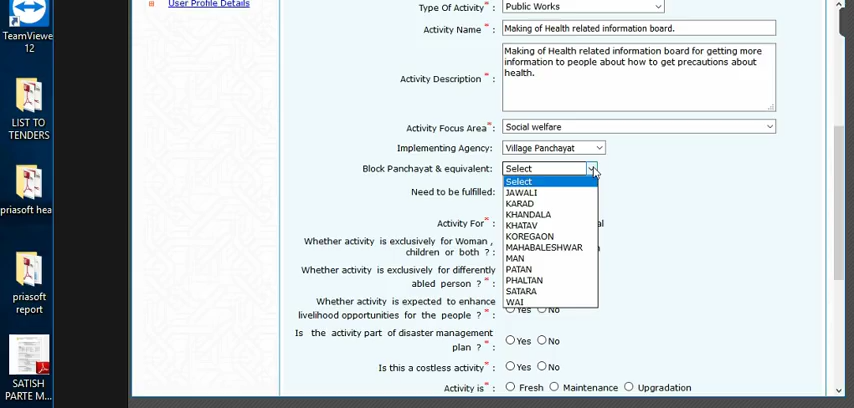 User Profile Details
TeamViewer
12
LIST TO
TENDERS
priasoft hea
priasoft
report
SATISH
PARTE M...
Type Of Activity* :
Public Works
Activity Name* :
Making of Health related information board.
Activity Description* :
Making of Health related information board for getting more
information to people about how to get precautions about
health.
Activity Focus Area* :
Social welfare
Implementing Agency:
Village Panchayat
Block Panchayat & equivalent:
Select
Select
JAWALI
KARAD
KHANDALA
KHATAV
KOREGAON
MAHABALESHWAR
MAN
PATAN
PHALTAN
SATARA
WAI
Need to be fulfilled:
Activity For* :
Whether activity is exclusively for Woman ,
children or both ?* :
Whether activity is exclusively for differently
abled person ?* :
Whether activity is expected to enhance
livelihood opportunities for the people ?* :
Yes No
Is the activity part of disaster management
plan ?* :
Yes No
Is this a costless activity* :
Yes No
Activity is* :
Fresh Maintenance Upgradation